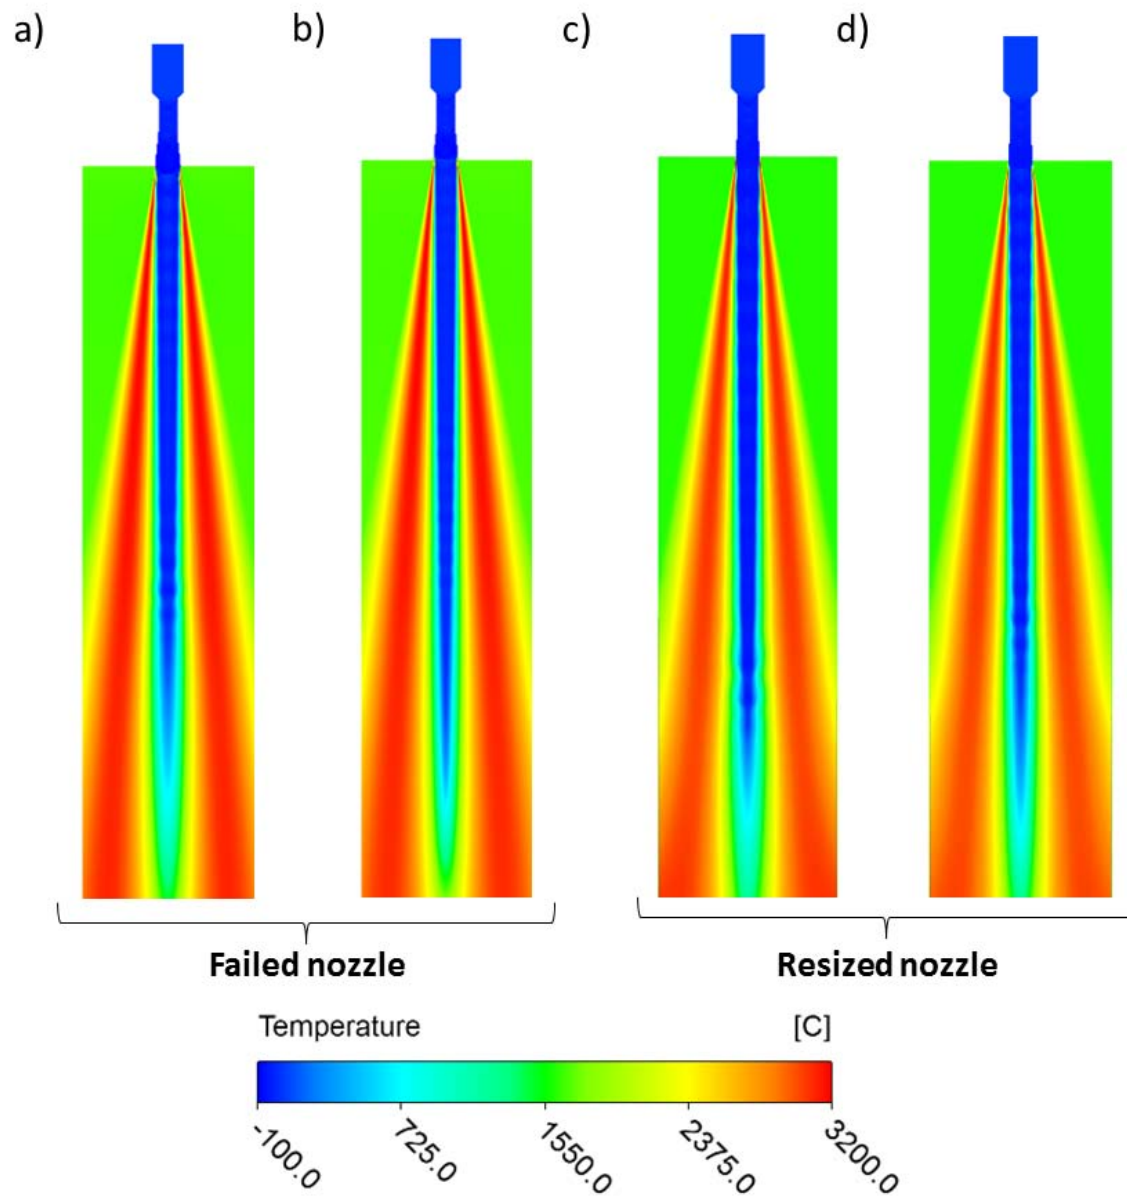 a) b) c) d)
Failed nozzle Resized nozzle
Temperature [C]
-100.0 725.0 1550.0 2375.0 3200.0